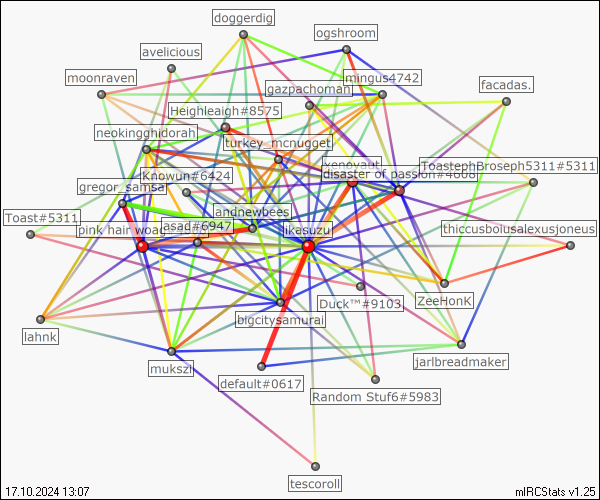 doggerdig
ogshroom
avelicious
moonraven
mingus4742
gazpachoman
facadas.
Heighleaigh#8575
neokingghidorah
turkey_mcnugget
xenoyant
ToastephBroseph5311#5311
disaster of passion#4008
Knowun#6424
gregor_samsa
andnewbees
Toast#5311
pink hair woa
asad#6947
likasuzu
thiccusboiusalexusjoneus
Duck™#9103
ZeeHonK
bigcitysamurai
lahnk
mukszi
jarlbreadmaker
default#0617
Random Stuf6#5983
tescoroll
17.10.2024 13:07
mIRCStats v1.25